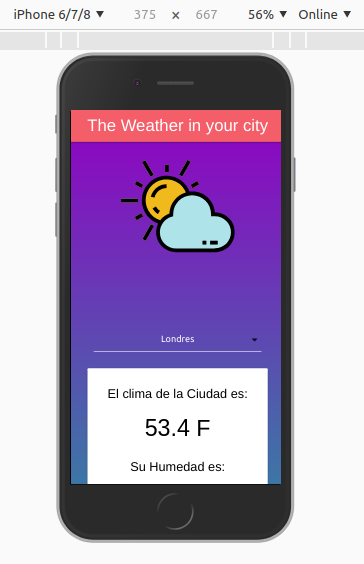 iPhone 6/7/8 ▼ 375 × 667 56% ▼ Online ▼
The Weather in your city
Londres
El clima de la Ciudad es:
53.4 F
Su Humedad es: